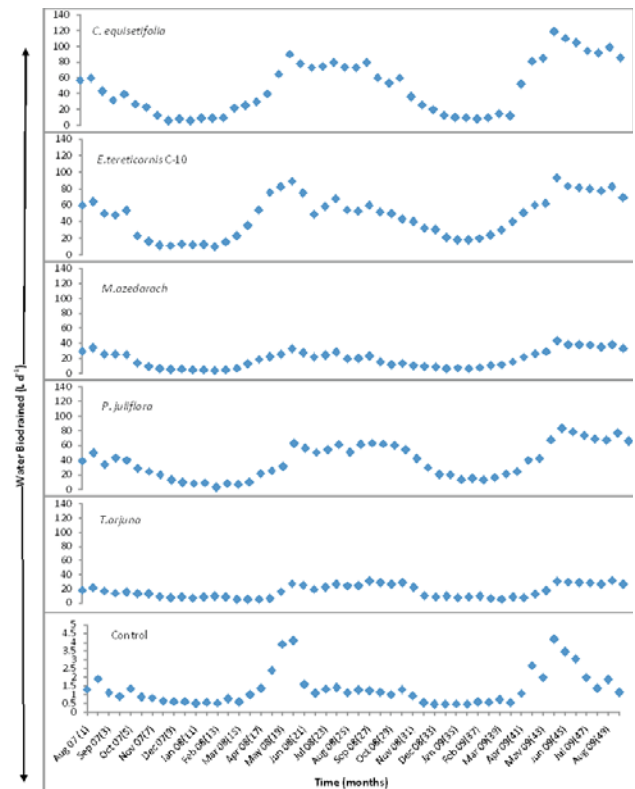 Water Biodrained (L d⁻¹)
C. equisetifolia
140
120
100
80
60
40
20
0
E.tereticornis C-10
140
120
100
80
60
40
20
0
M.azedarach
140
120
100
80
60
40
20
0
P. juliflora
140
120
100
80
60
40
20
0
T.arjuna
140
120
100
80
60
40
20
0
Control
5
4.5
4
3.5
3
2.5
2
1.5
1
0.5
0
Aug 07(1)
Sep 07(3)
Oct 07(5)
Nov 07(7)
Dec 07(9)
Jan 08(11)
Feb 08(13)
Mar 08(15)
Apr 08(17)
May 08(19)
Jun 08(21)
Jul 08(23)
Aug 08(25)
Sep 08(27)
Oct 08(29)
Nov 08(31)
Dec 08(33)
Jan 09(35)
Feb 09(37)
Mar 09(39)
Apr 09(41)
May 09(43)
Jun 09(45)
Jul 09(47)
Aug 09(49)
Time (months)